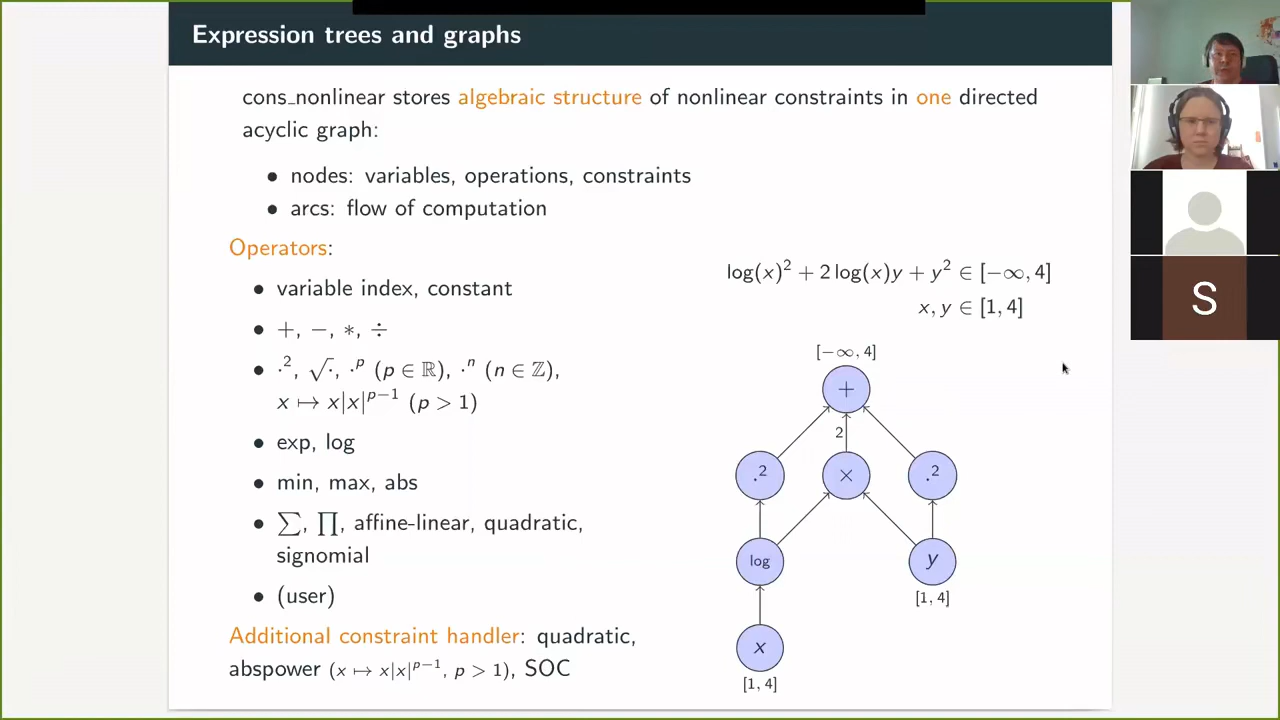 Expression trees and graphs
cons_nonlinear stores algebraic structure of nonlinear constraints in one directed
acyclic graph:
• nodes: variables, operations, constraints
• arcs: flow of computation
Operators:
• variable index, constant
• +, −, ∗, ÷
• ·², √·, ·ᵖ (p ∈ ℝ), ·ⁿ (n ∈ ℤ),
x ↦ x|x|ᵖ⁻¹ (p > 1)
• exp, log
• min, max, abs
• ∑, ∏, affine-linear, quadratic,
signomial
• (user)
Additional constraint handler: quadratic,
abspower (x ↦ x|x|ᵖ⁻¹, p > 1), SOC
log(x)² + 2 log(x)y + y² ∈ [−∞, 4]
x, y ∈ [1, 4]
[−∞, 4]
+
2
·² × ·²
log y
[1, 4]
x
[1, 4]
S